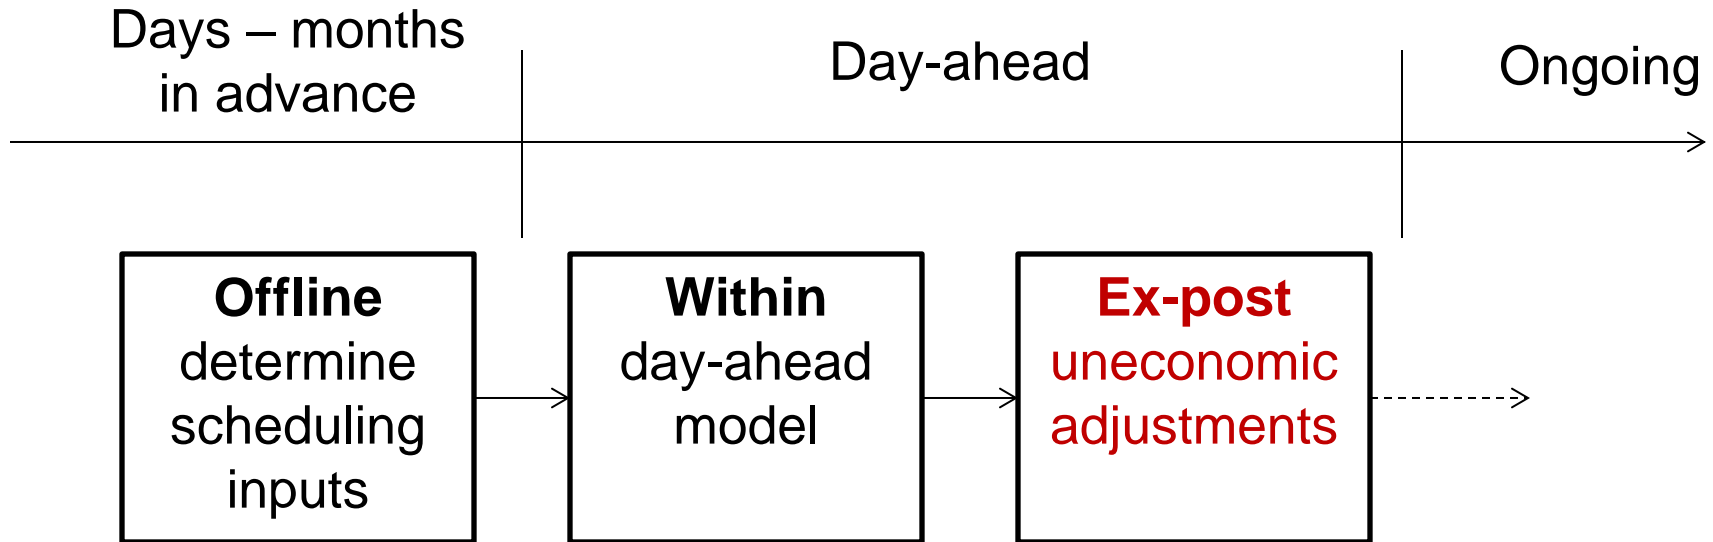 Days – months
in advance
Day-ahead
Ongoing
Offline
determine
scheduling
inputs
Within
day-ahead
model
Ex-post
uneconomic
adjustments